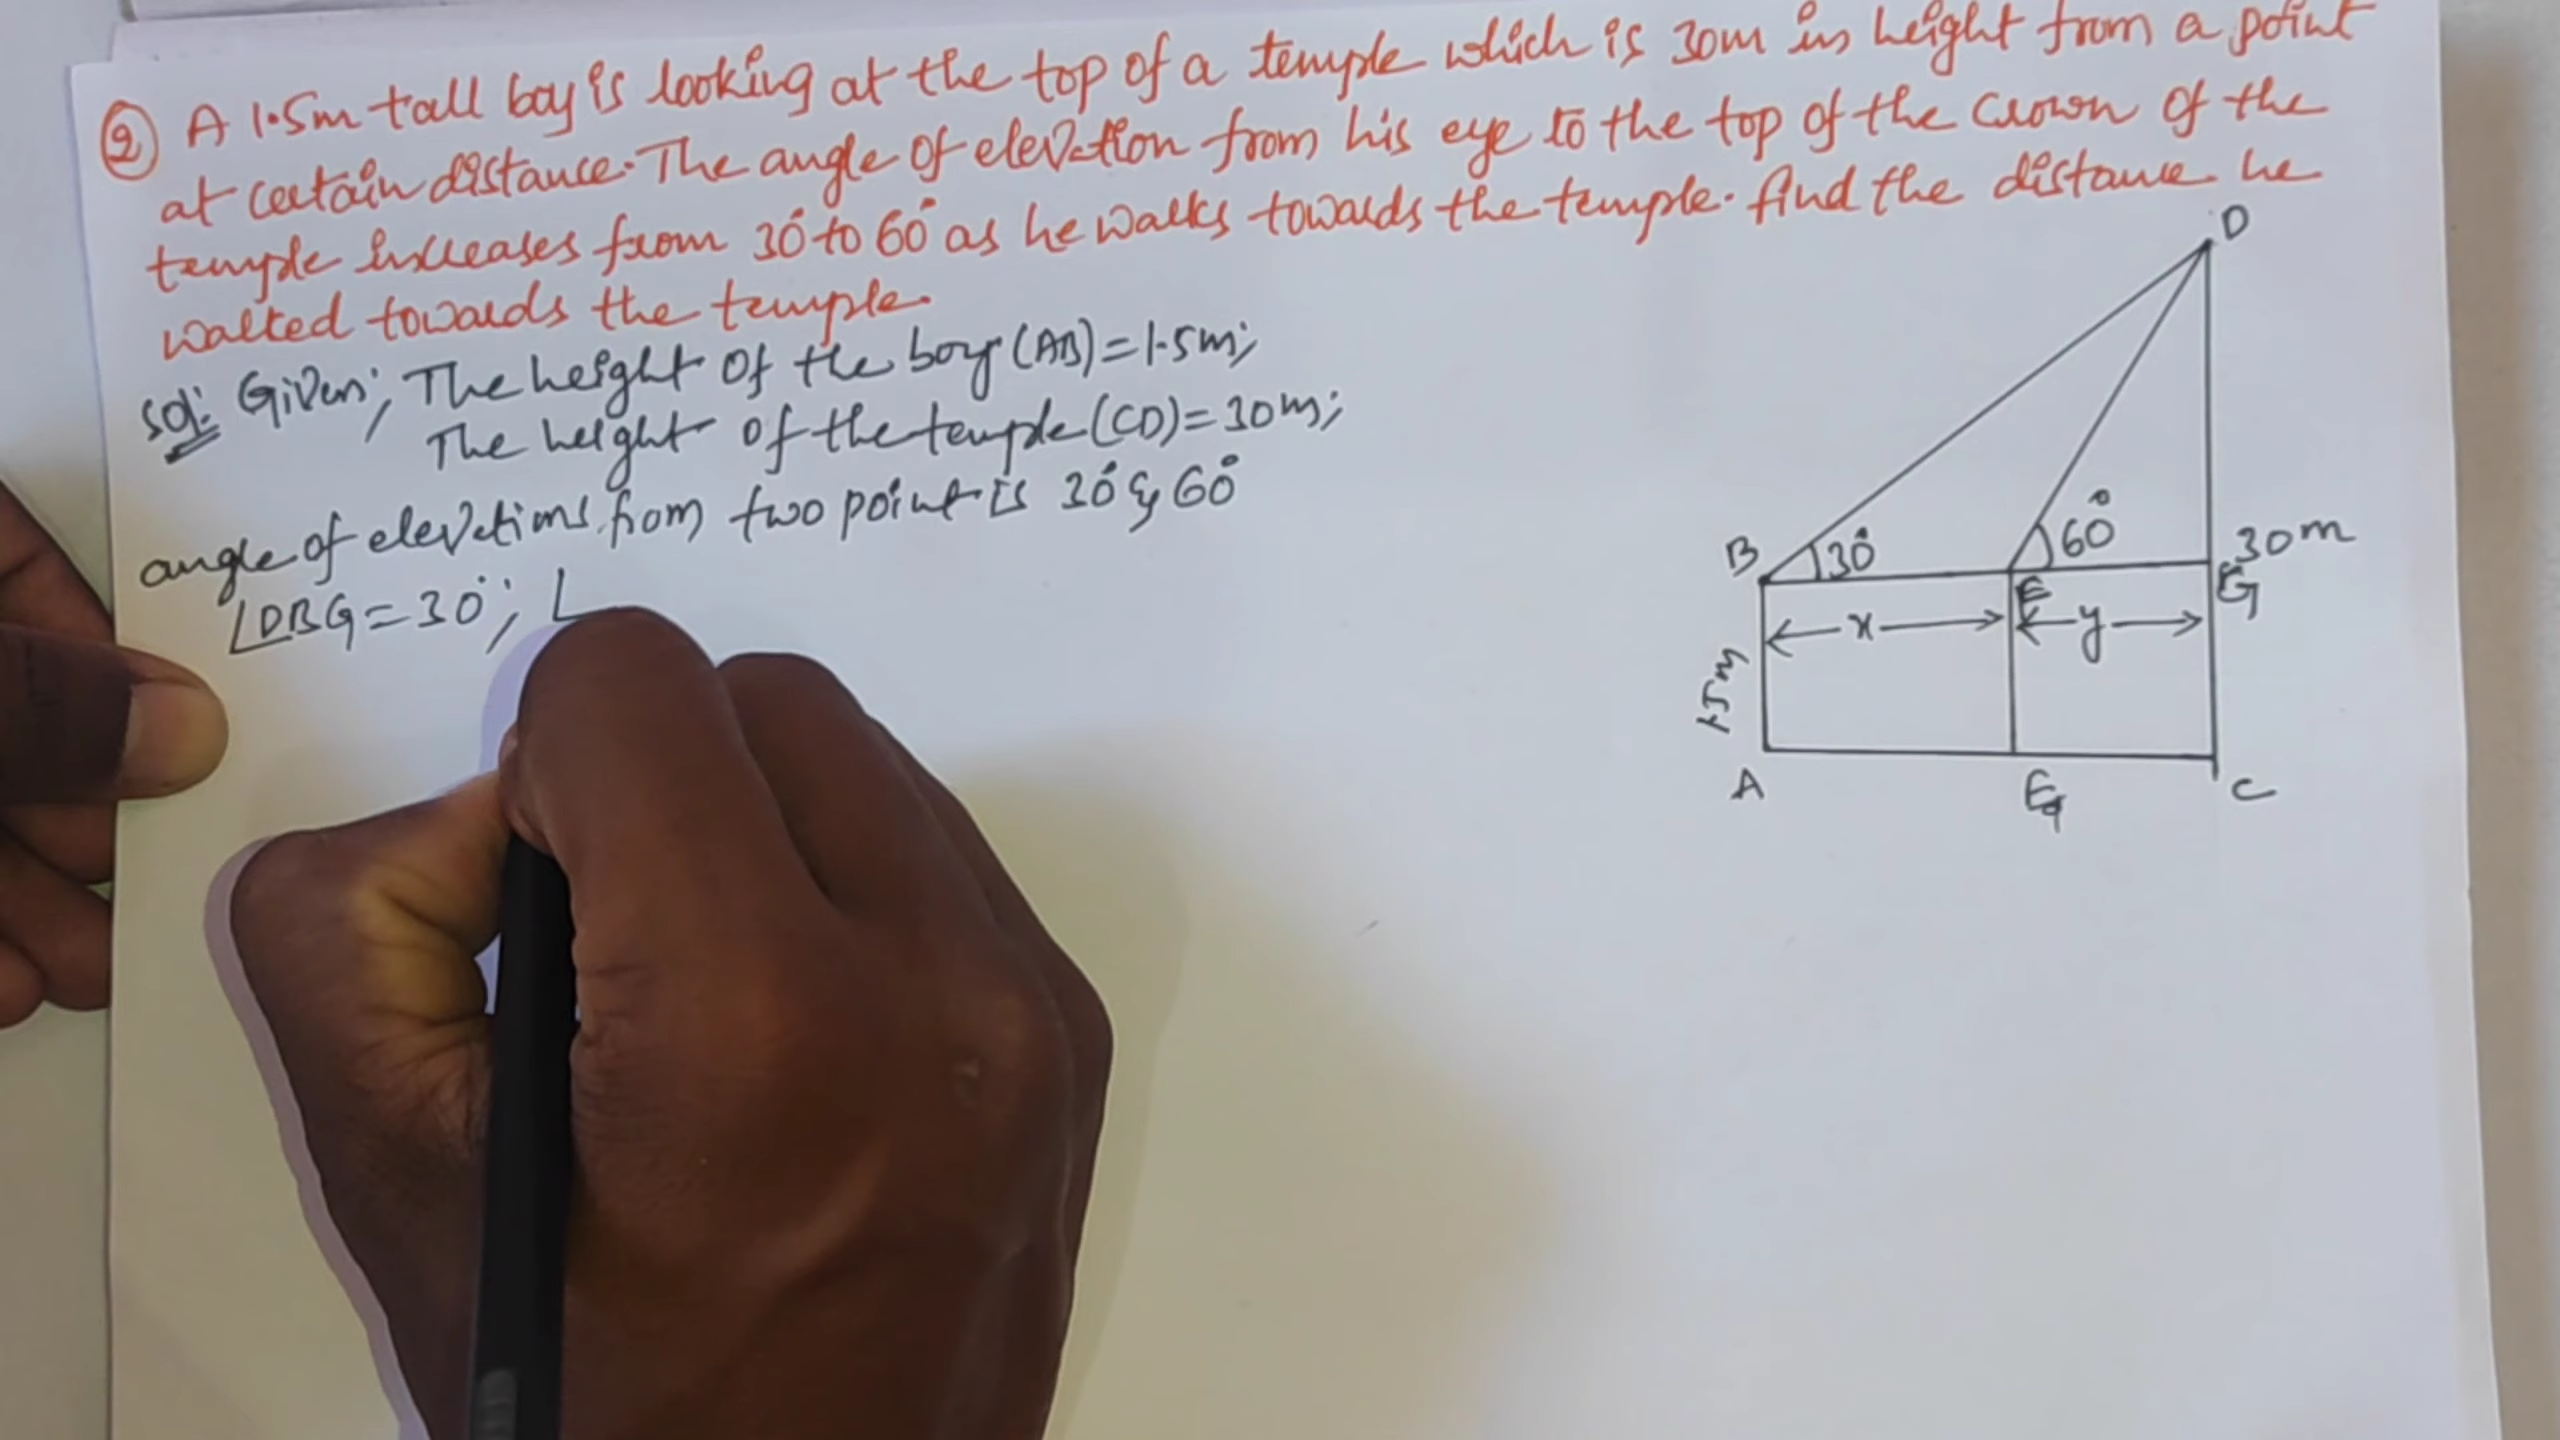 ② A 1.5m tall boy is looking at the top of a temple which is 30m in height from a point
at certain distance. The angle of elevation from his eye to the top of the crown of the
temple increases from 30° to 60° as he walks towards the temple. find the distance he
walked towards the temple.
Sol: Given; The height of the boy (AB) = 1.5m;
The height of the temple (CD) = 30m;
angle of elevations from two point is 30° & 60°
∠DBG = 30°; ∠
D
B 30° 60° 30m
E G
x y
1.5m
A C